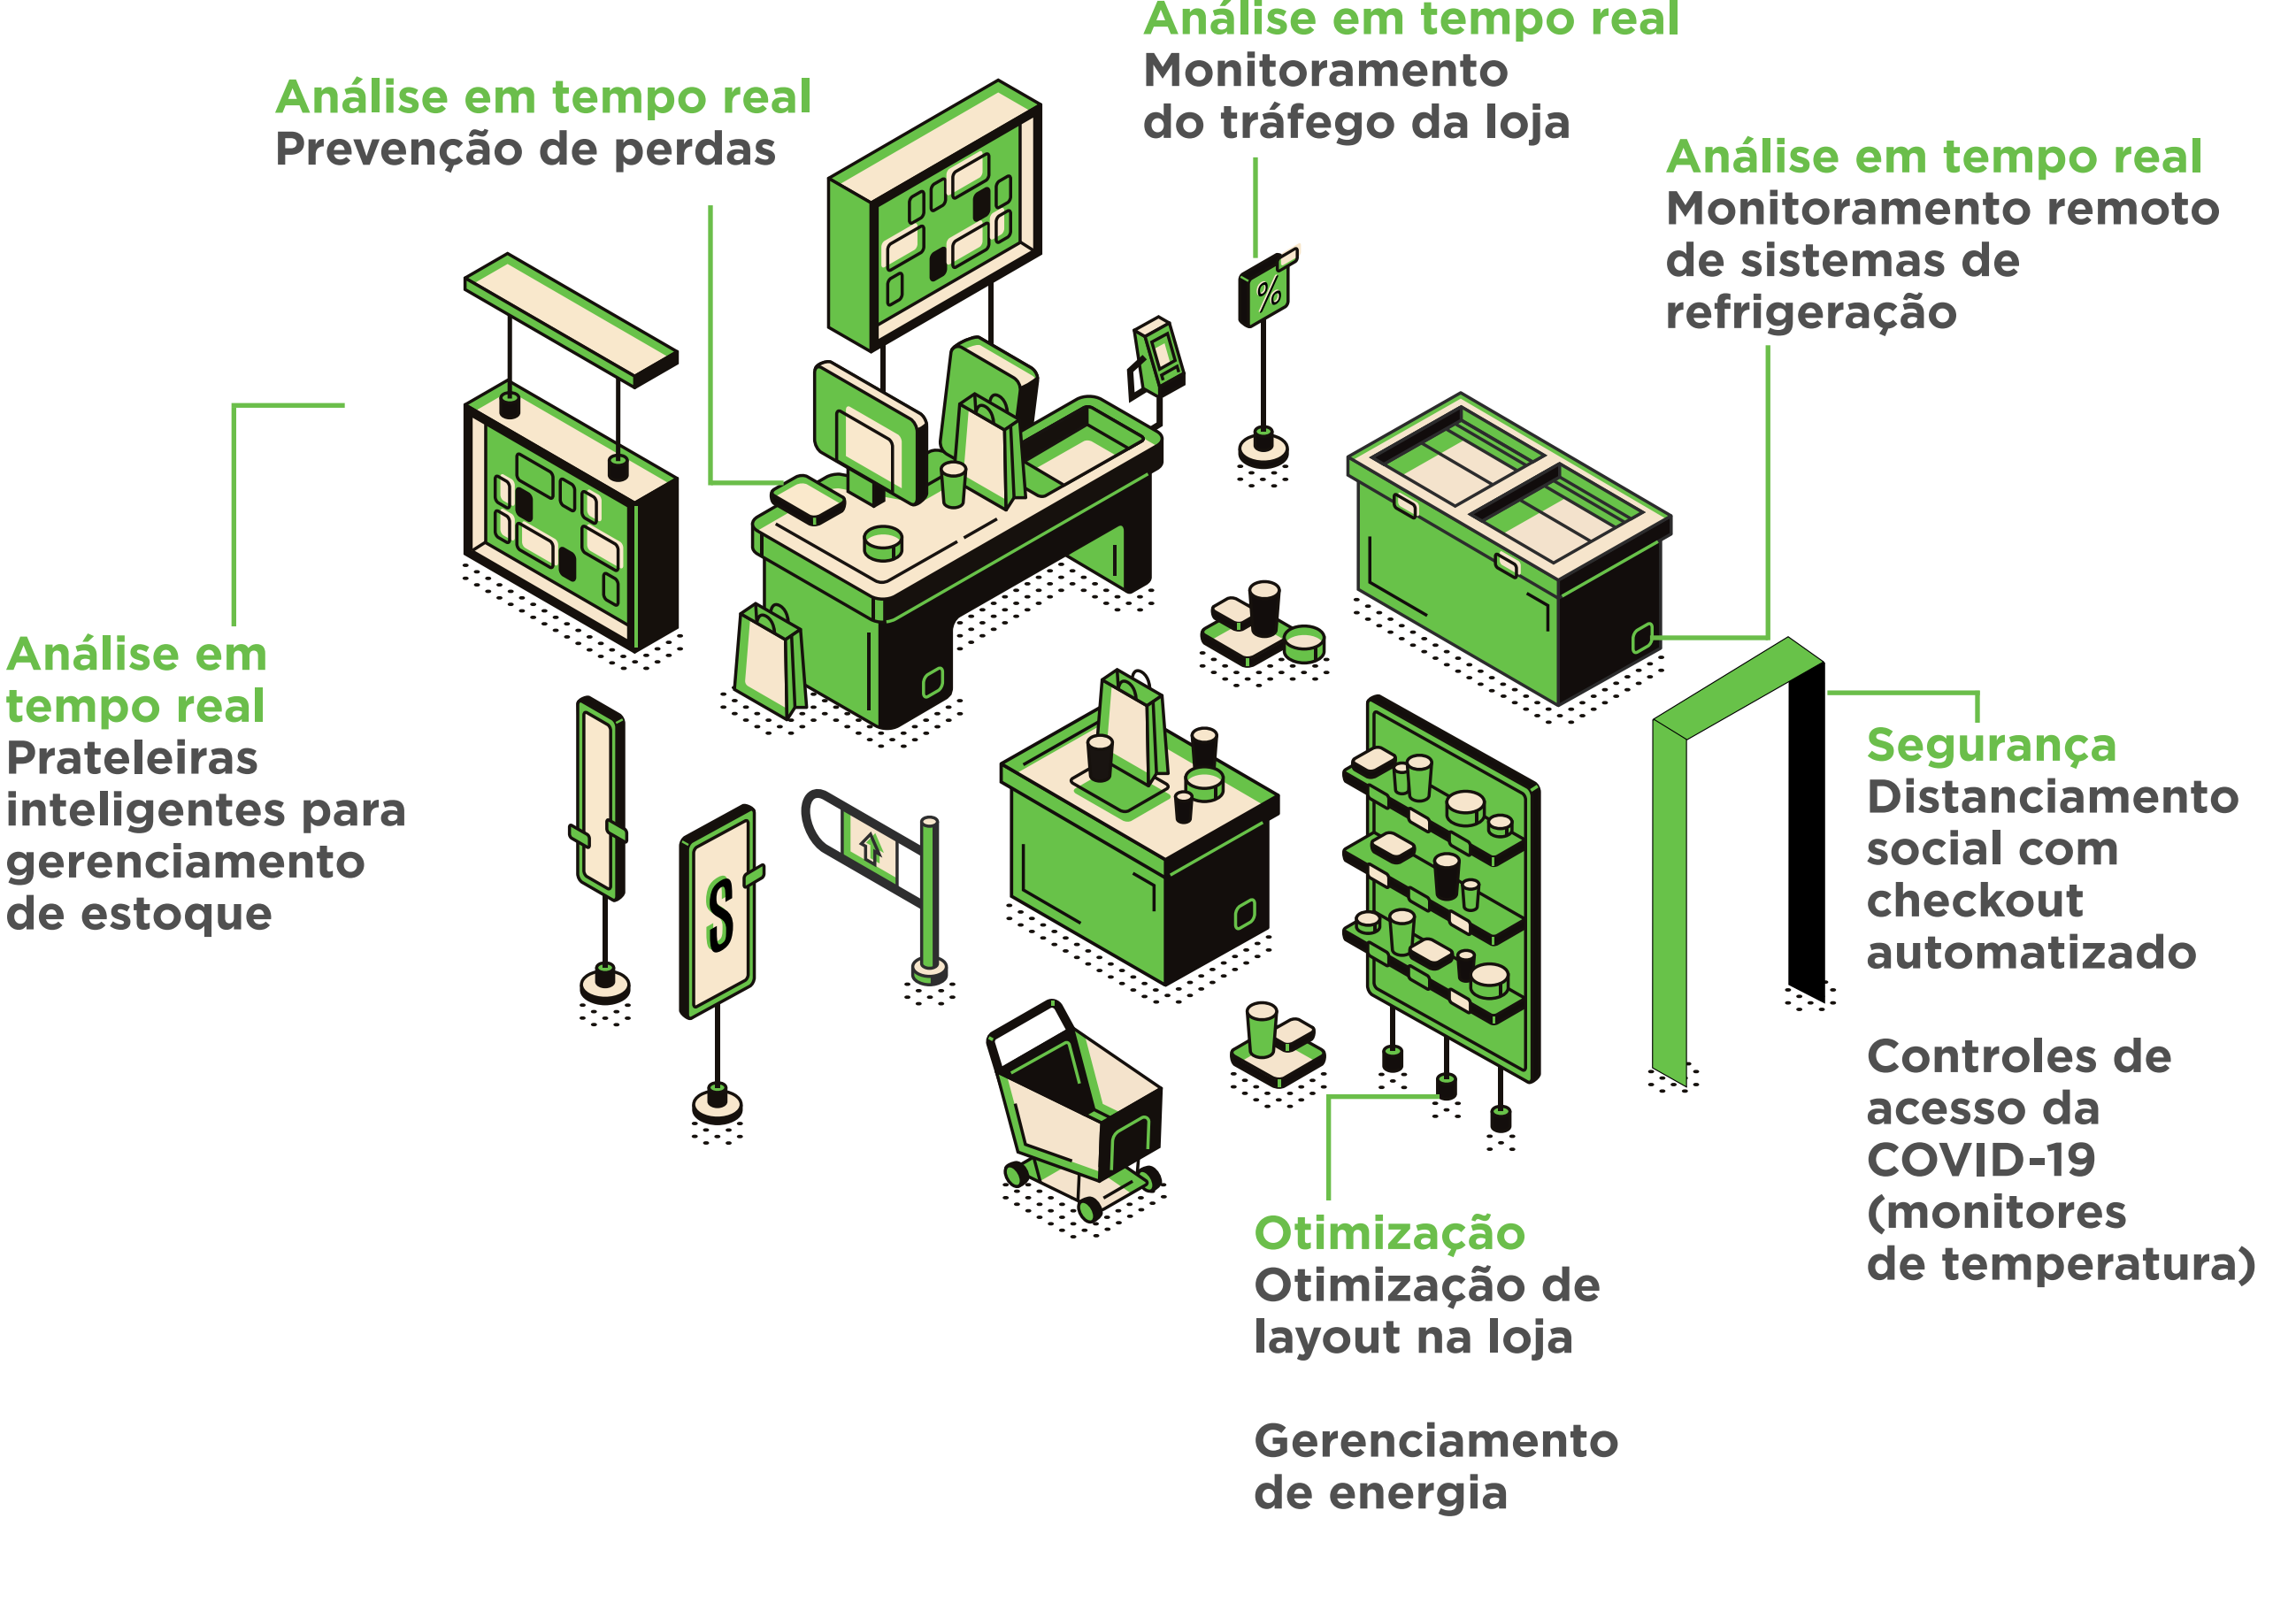 Análise em tempo real
Monitoramento
do tráfego da loja
Análise em tempo real
Prevenção de perdas
Análise em tempo real
Monitoramento remoto
de sistemas de
refrigeração
%
Análise em
tempo real
Prateleiras
inteligentes para
gerenciamento
de estoque
Segurança
Distanciamento
social com
checkout
automatizado
Controles de
acesso da
COVID-19
(monitores
de temperatura)
S
Otimização
Otimização de
layout na loja
Gerenciamento
de energia